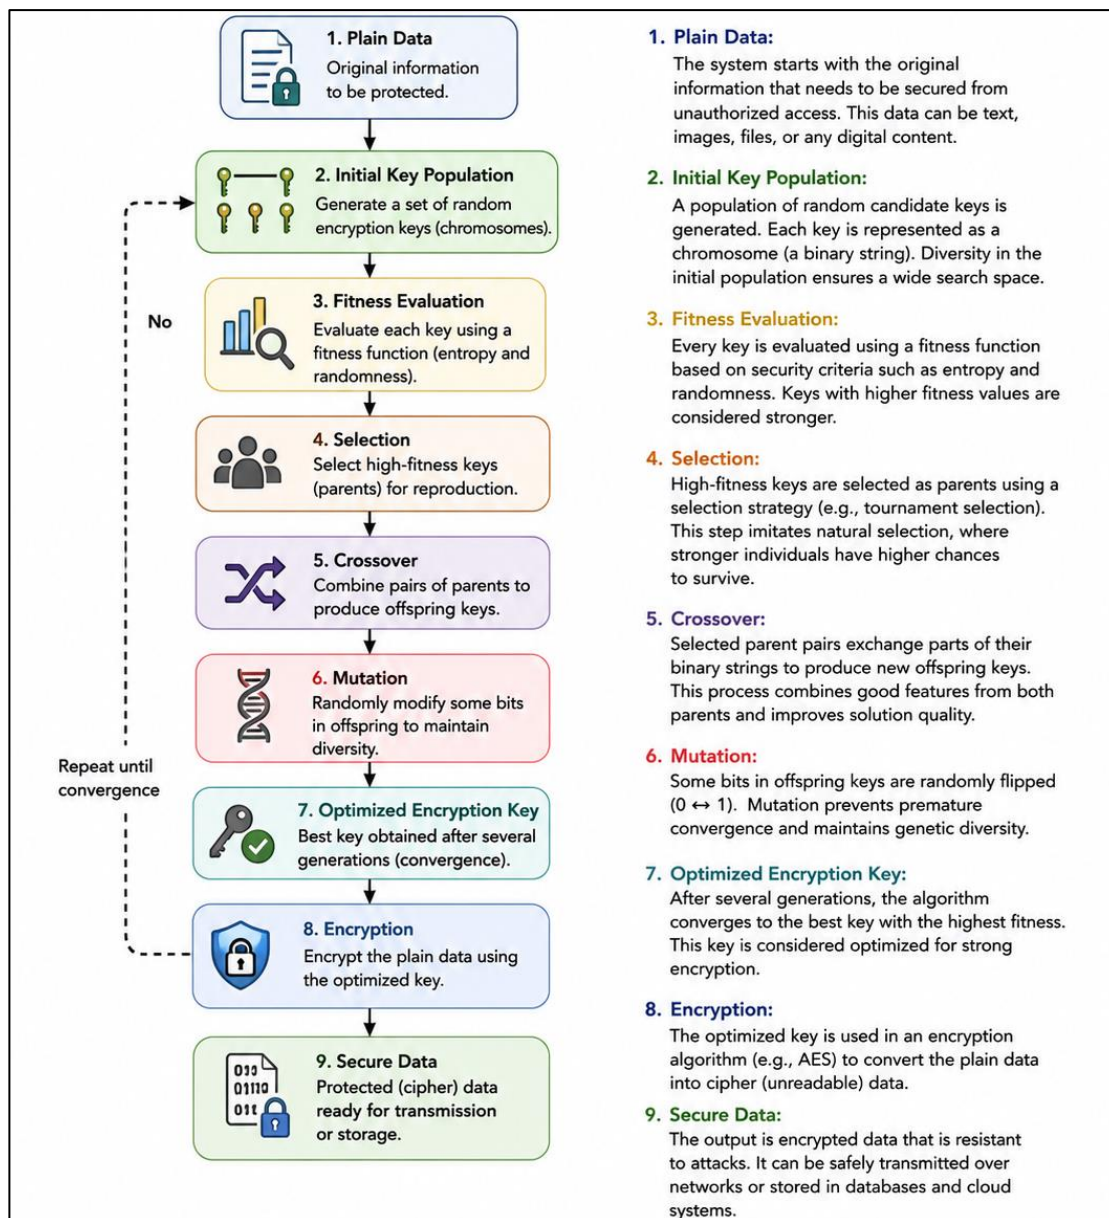 1. Plain Data
Original information
to be protected.
2. Initial Key Population
Generate a set of random
encryption keys (chromosomes).
No
3. Fitness Evaluation
Evaluate each key using a
fitness function (entropy and
randomness).
4. Selection
Select high-fitness keys
(parents) for reproduction.
5. Crossover
Combine pairs of parents to
produce offspring keys.
6. Mutation
Randomly modify some bits
in offspring to maintain
diversity.
Repeat until
convergence
7. Optimized Encryption Key
Best key obtained after several
generations (convergence).
8. Encryption
Encrypt the plain data using
the optimized key.
9. Secure Data
Protected (cipher) data
ready for transmission
or storage.
1. Plain Data:
The system starts with the original
information that needs to be secured from
unauthorized access. This data can be text,
images, files, or any digital content.
2. Initial Key Population:
A population of random candidate keys is
generated. Each key is represented as a
chromosome (a binary string). Diversity in the
initial population ensures a wide search space.
3. Fitness Evaluation:
Every key is evaluated using a fitness function
based on security criteria such as entropy and
randomness. Keys with higher fitness values are
considered stronger.
4. Selection:
High-fitness keys are selected as parents using a
selection strategy (e.g., tournament selection).
This step imitates natural selection, where
stronger individuals have higher chances
to survive.
5. Crossover:
Selected parent pairs exchange parts of their
binary strings to produce new offspring keys.
This process combines good features from both
parents and improves solution quality.
6. Mutation:
Some bits in offspring keys are randomly flipped
(0 ↔ 1). Mutation prevents premature
convergence and maintains genetic diversity.
7. Optimized Encryption Key:
After several generations, the algorithm
converges to the best key with the highest fitness.
This key is considered optimized for strong
encryption.
8. Encryption:
The optimized key is used in an encryption
algorithm (e.g., AES) to convert the plain data
into cipher (unreadable) data.
9. Secure Data:
The output is encrypted data that is resistant
to attacks. It can be safely transmitted over
networks or stored in databases and cloud
systems.